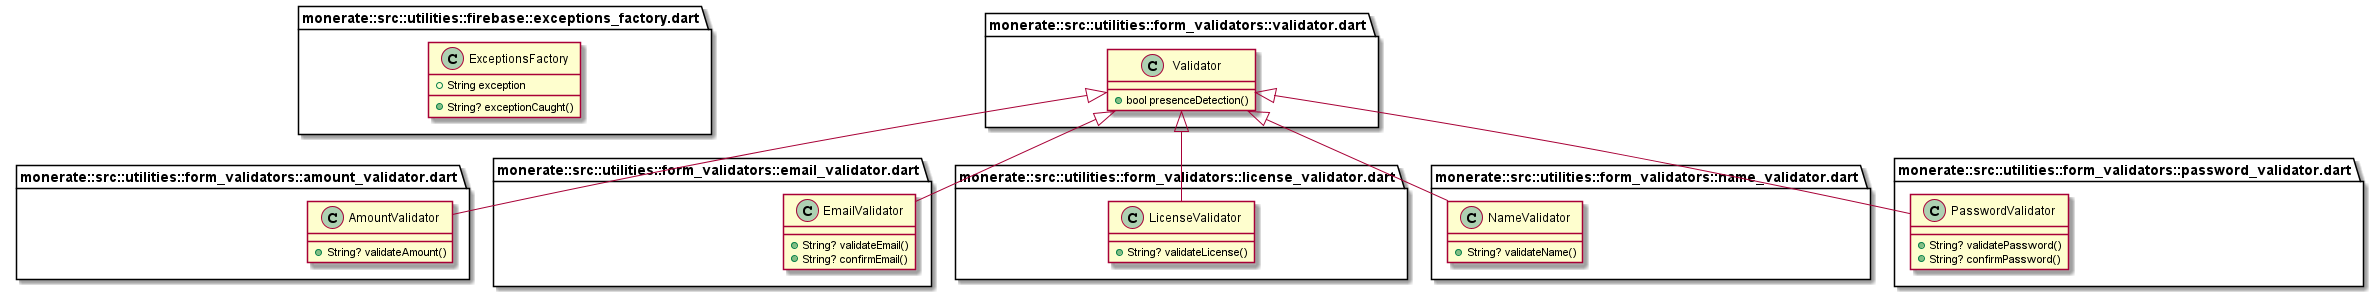 monerate::src::utilities::firebase::exceptions_factory.dart
C ExceptionsFactory
String exception
String? exceptionCaught()
monerate::src::utilities::form_validators::validator.dart
C Validator
bool presenceDetection()
monerate::src::utilities::form_validators::amount_validator.dart
C AmountValidator
String? validateAmount()
monerate::src::utilities::form_validators::email_validator.dart
C EmailValidator
String? validateEmail()
String? confirmEmail()
monerate::src::utilities::form_validators::license_validator.dart
C LicenseValidator
String? validateLicense()
monerate::src::utilities::form_validators::name_validator.dart
C NameValidator
String? validateName()
monerate::src::utilities::form_validators::password_validator.dart
C PasswordValidator
String? validatePassword()
String? confirmPassword()